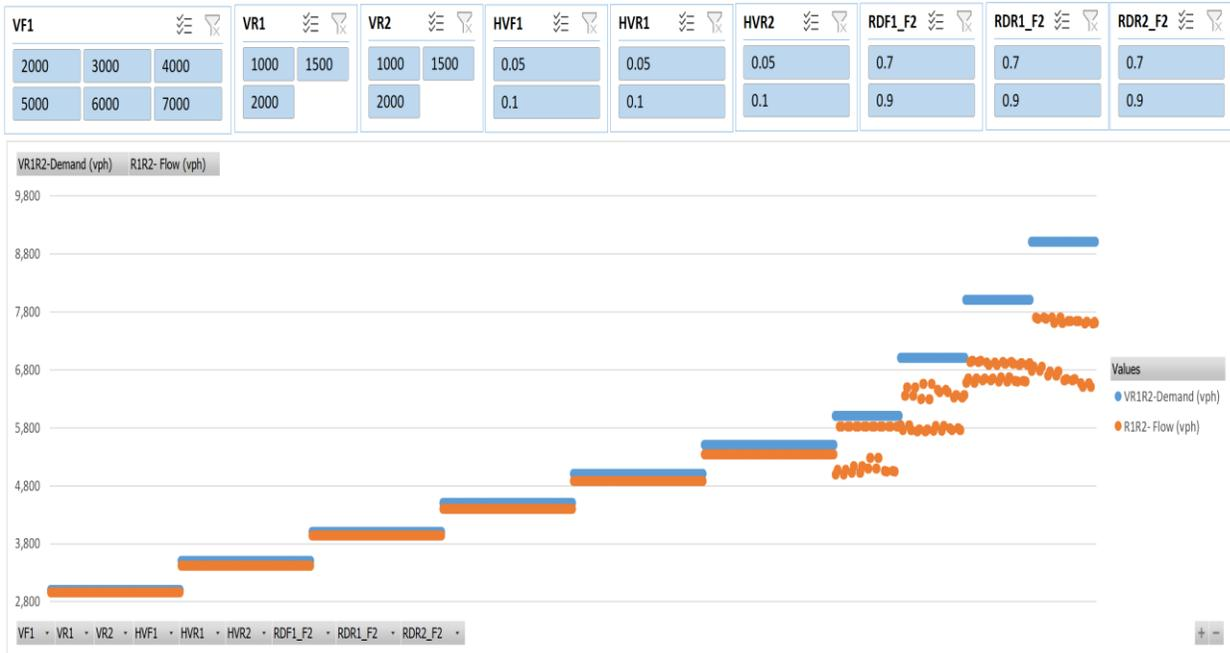 VF1
2000 3000 4000
5000 6000 7000
VR1
1000 1500
2000
VR2
1000 1500
2000
HVF1
0.05
0.1
HVR1
0.05
0.1
HVR2
0.05
0.1
RDF1_F2
0.7
0.9
RDR1_F2
0.7
0.9
RDR2_F2
0.7
0.9
VR1R2-Demand (vph) R1R2- Flow (vph)
9,800
8,800
7,800
6,800
5,800
4,800
3,800
2,800
Values
VR1R2-Demand (vph)
R1R2- Flow (vph)
VF1 VR1 VR2 HVF1 HVR1 HVR2 RDF1_F2 RDR1_F2 RDR2_F2
+ −